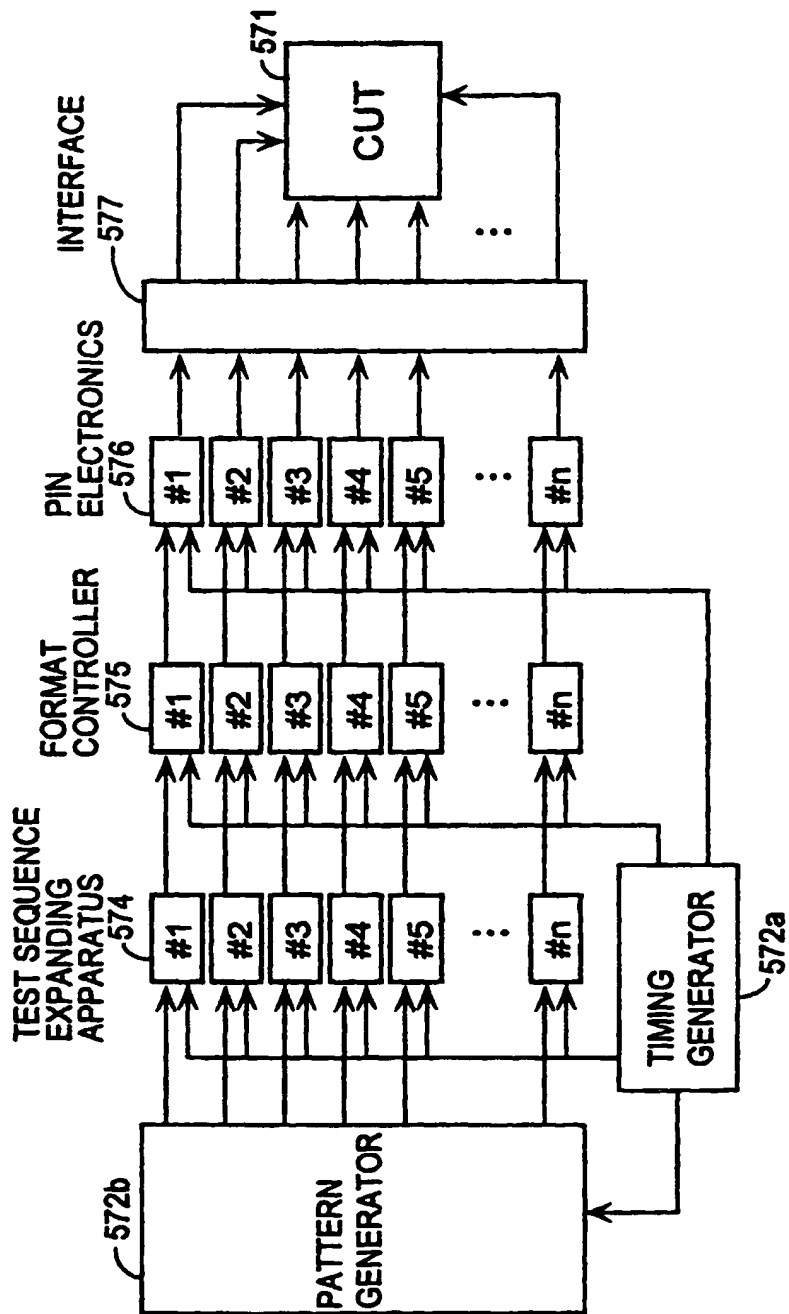 572b
PATTERN
GENERATOR
TEST SEQUENCE
EXPANDING
APPARATUS
574
#1
#2
#3
#4
#5
...
#n
FORMAT
CONTROLLER
575
#1
#2
#3
#4
#5
...
#n
PIN
ELECTRONICS
576
#1
#2
#3
#4
#5
...
#n
INTERFACE
577
571
CUT
...
TIMING
GENERATOR
572a